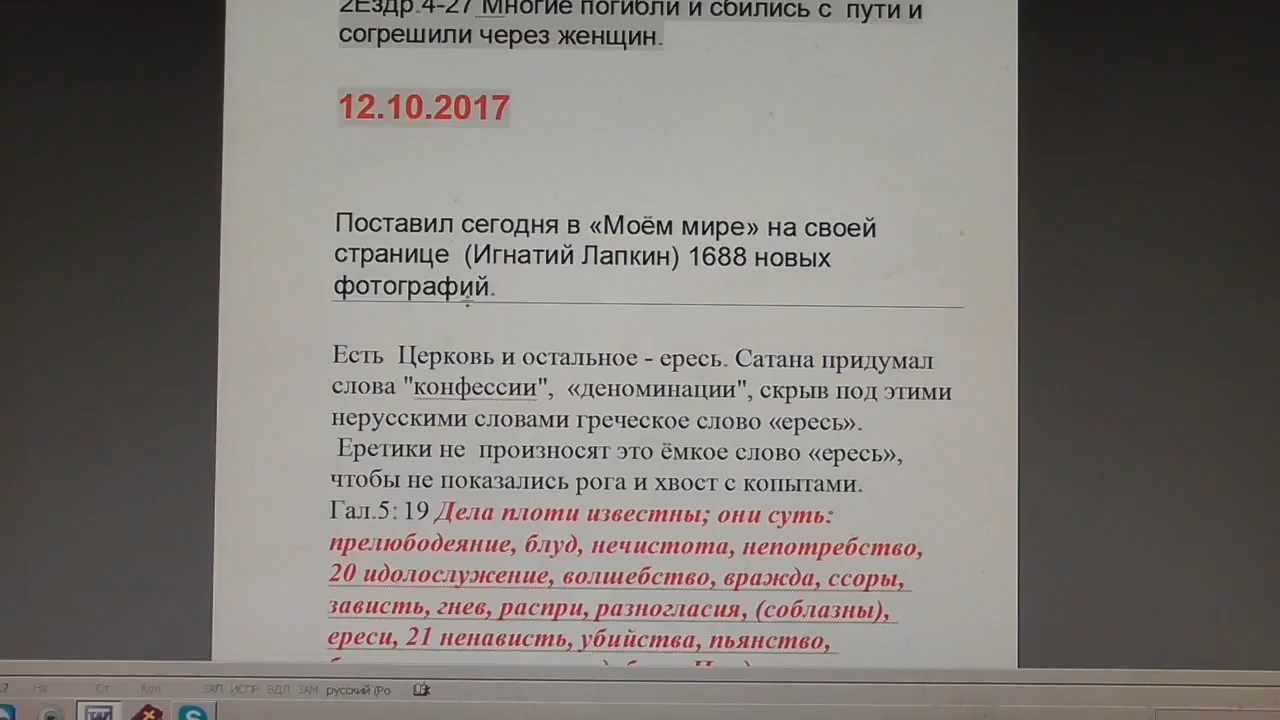 2Ездр.4-27 Многие погибли и сбились с пути и
согрешили через женщин.
12.10.2017
Поставил сегодня в «Моём мире» на своей
странице (Игнатий Лапкин) 1688 новых
фотографий.
Есть Церковь и остальное - ересь. Сатана придумал
слова "конфессии", «деноминации", скрыв под этими
нерусскими словами греческое слово «ересь».
Еретики не произносят это ёмкое слово «ересь»,
чтобы не показались рога и хвост с копытами.
Гал.5: 19 Дела плоти известны; они суть:
прелюбодеяние, блуд, нечистота, непотребство,
20 идолослужение, волшебство, вражда, ссоры,
зависть, гнев, распри, разногласия, (соблазны),
ереси, 21 ненависть, убийства, пьянство,
На Ст Кол ЗАП ИСПР ВДЛ ЗАМ русский (Ро